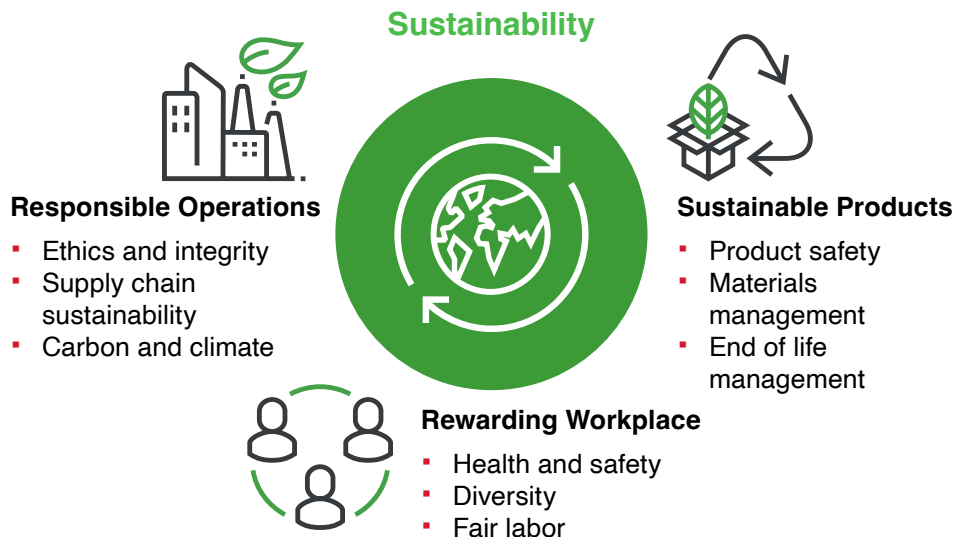 Sustainability
Responsible Operations
▪ Ethics and integrity
▪ Supply chain
sustainability
▪ Carbon and climate
Sustainable Products
▪ Product safety
▪ Materials
management
▪ End of life
management
Rewarding Workplace
▪ Health and safety
▪ Diversity
▪ Fair labor